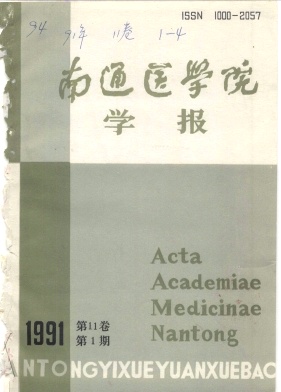 ISSN 1000-2057
94 91年 11卷 1-4
南通医学院
学报
Acta
Academiae
Medicinae
Nantong
1991 第11卷
第1期
NTONGYIXUEYUANXUEBAO